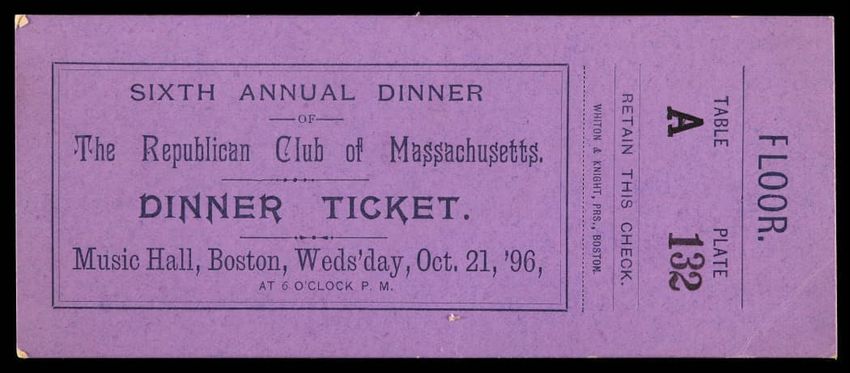 SIXTH ANNUAL DINNER
OF
The Republican Club of Massachusetts.
DINNER TICKET.
Music Hall, Boston, Weds'day, Oct. 21, '96,
AT 6 O'CLOCK P. M.
WHITON & KNIGHT, PRS., BOSTON.
RETAIN THIS CHECK.
TABLE PLATE
A 132
FLOOR.